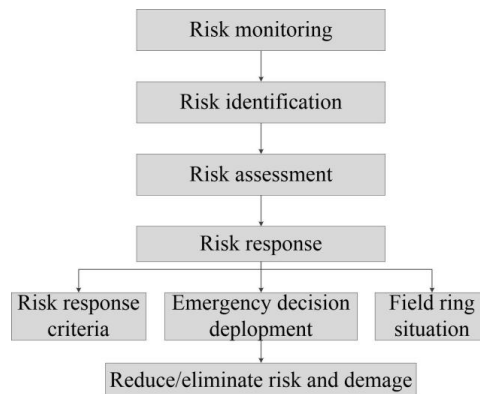 Risk monitoring
Risk identification
Risk assessment
Risk response
Risk response
criteria
Emergency decision
deplopment
Field ring
situation
Reduce/eliminate risk and demage